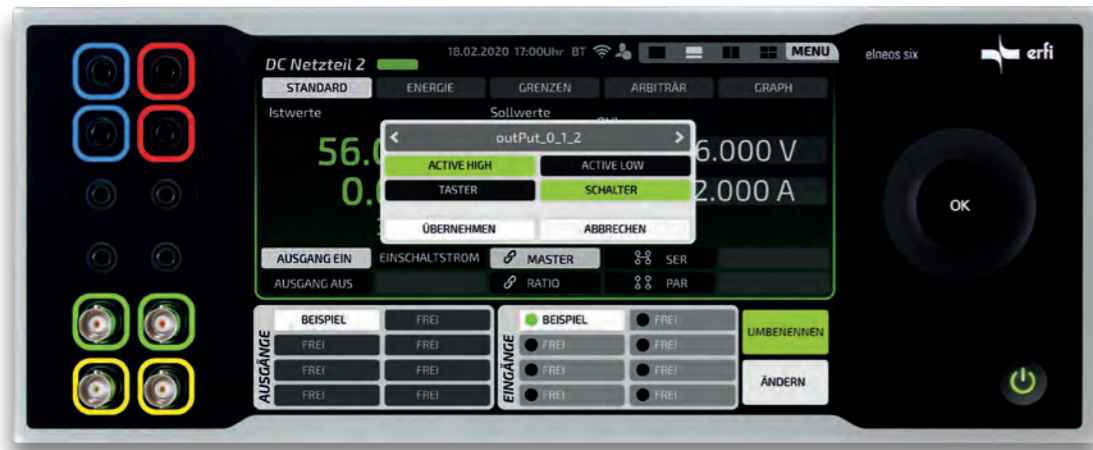 18.02.2020 17:00Uhr BT MENU
elneos six
erfi
DC Netzteil 2
STANDARD ENERGIE GRENZEN ARBITRÄR GRAPH
Istwerte Sollwerte
outPut_0_1_2
56.0 6.000 V
ACTIVE HIGH ACTIVE LOW
0. 2.000 A
TASTER SCHALTER
ÜBERNEHMEN ABBRECHEN
OK
AUSGANG EIN EINSCHALTSTROM MASTER SER
AUSGANG AUS RATIO PAR
AUSGÄNGE
BEISPIEL FREI
FREI FREI
FREI FREI
FREI FREI
EINGÄNGE
BEISPIEL FREI
FREI FREI
FREI FREI
FREI FREI
UMBENENNEN
ÄNDERN